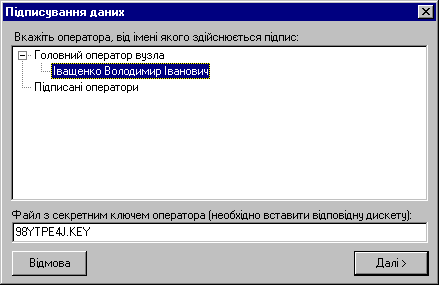 Підписування даних
Вкажіть оператора, від імені якого здійснюється підпис:
Головний оператор вузла
Іващенко Володимир Іванович
Підписані оператори
Файл з секретним ключем оператора (необхідно вставити відповідну дискету):
98YTPE4J.KEY
Відмова
Далі >